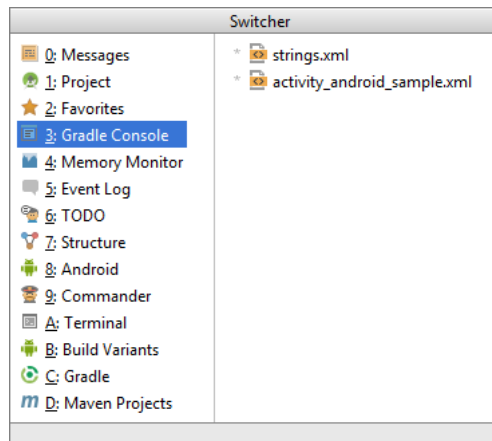 Switcher
0: Messages
1: Project
2: Favorites
3: Gradle Console
4: Memory Monitor
5: Event Log
6: TODO
7: Structure
8: Android
9: Commander
A: Terminal
B: Build Variants
C: Gradle
D: Maven Projects
* strings.xml
* activity_android_sample.xml